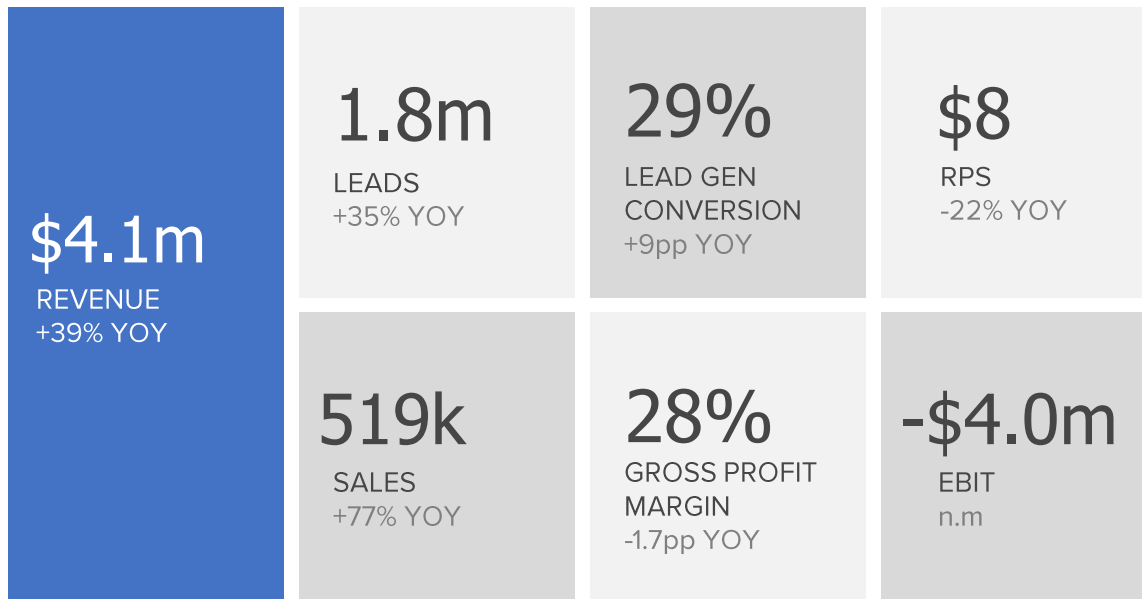 $4.1m
REVENUE
+39% YOY
1.8m
LEADS
+35% YOY
29%
LEAD GEN
CONVERSION
+9pp YOY
$8
RPS
-22% YOY
519k
SALES
+77% YOY
28%
GROSS PROFIT
MARGIN
-1.7pp YOY
-$4.0m
EBIT
n.m